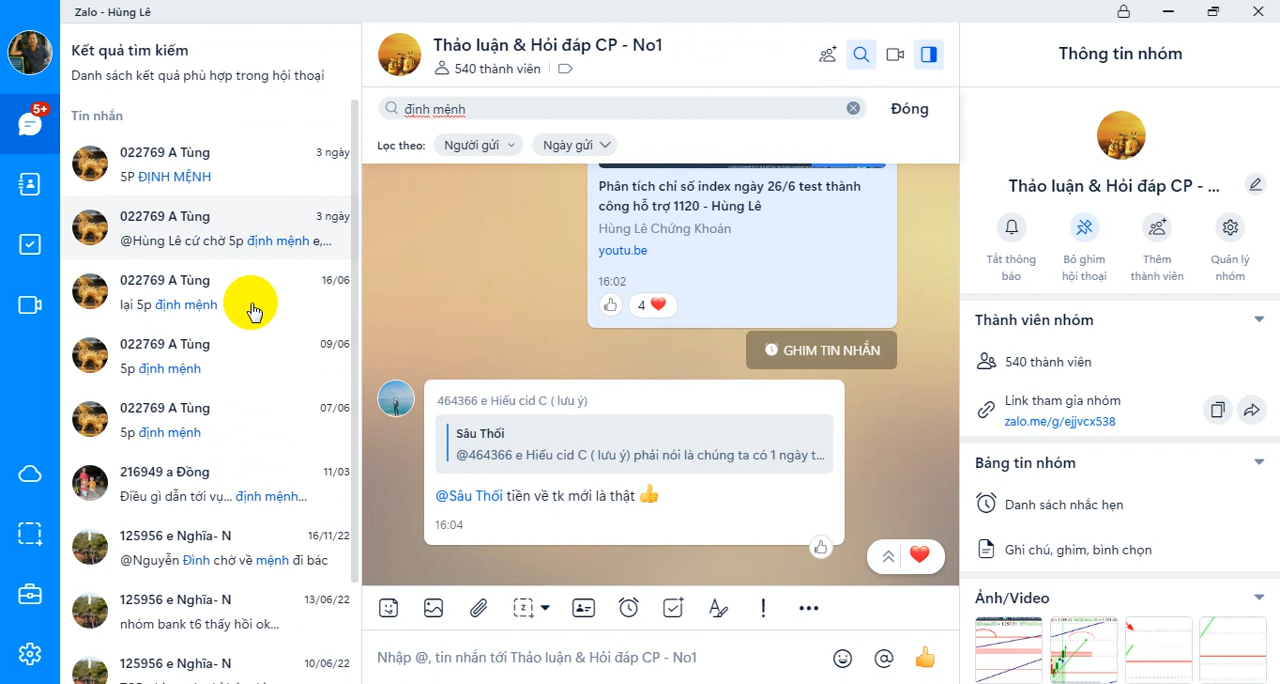 Zalo - Hùng Lê
Kết quả tìm kiếm
Danh sách kết quả phù hợp trong hội thoại
Tin nhắn
022769 A Tùng
3 ngày
5P ĐỊNH MỆNH
022769 A Tùng
3 ngày
@Hùng Lê cứ chờ 5p định mệnh e,...
022769 A Tùng
16/06
lại 5p định mệnh
022769 A Tùng
09/06
5p định mệnh
022769 A Tùng
07/06
5p định mệnh
216949 a Đồng
11/03
Điều gì dẫn tới vụ... định mệnh...
125956 e Nghĩa- N
16/11/22
@Nguyễn Đình chờ về mệnh đi bác
125956 e Nghĩa- N
13/06/22
nhóm bank t6 thấy hồi ok...
125956 e Nghĩa- N
10/06/22
5+
Thảo luận & Hỏi đáp CP - No1
540 thành viên
định mệnh
Đóng
Lọc theo:
Người gửi
Ngày gửi
Phân tích chỉ số index ngày 26/6 test thành
công hỗ trợ 1120 - Hùng Lê
Hùng Lê Chứng Khoán
youtu.be
16:02
4
GHIM TIN NHẮN
464366 e Hiếu cid C ( lưu ý)
Sâu Thối
@464366 e Hiếu cid C ( lưu ý) phải nói là chúng ta có 1 ngày t...
@Sâu Thối tiền về tk mới là thật 👍
16:04
Nhập @, tin nhắn tới Thảo luận & Hỏi đáp CP - No1
Thông tin nhóm
Thảo luận & Hỏi đáp CP - ...
Tắt thông
báo
Bỏ ghim
hội thoại
Thêm
thành viên
Quản lý
nhóm
Thành viên nhóm
540 thành viên
Link tham gia nhóm
zalo.me/g/ejjvcx538
Bảng tin nhóm
Danh sách nhắc hẹn
Ghi chú, ghim, bình chọn
Ảnh/Video